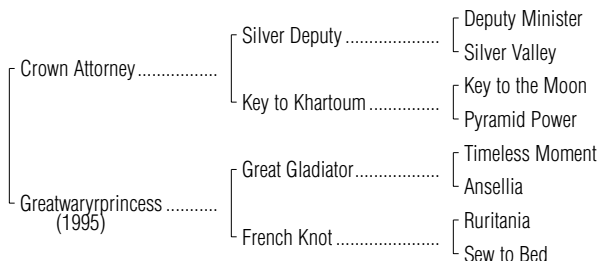 Deputy Minister
Silver Deputy ................
Silver Valley
Crown Attorney.................
Key to the Moon
Key to Khartoum ...............
Pyramid Power
Timeless Moment
Great Gladiator..................
Ansellia
Greatwaryrprincess ...........
(1995)
Ruritania
French Knot ......................
Sew to Bed